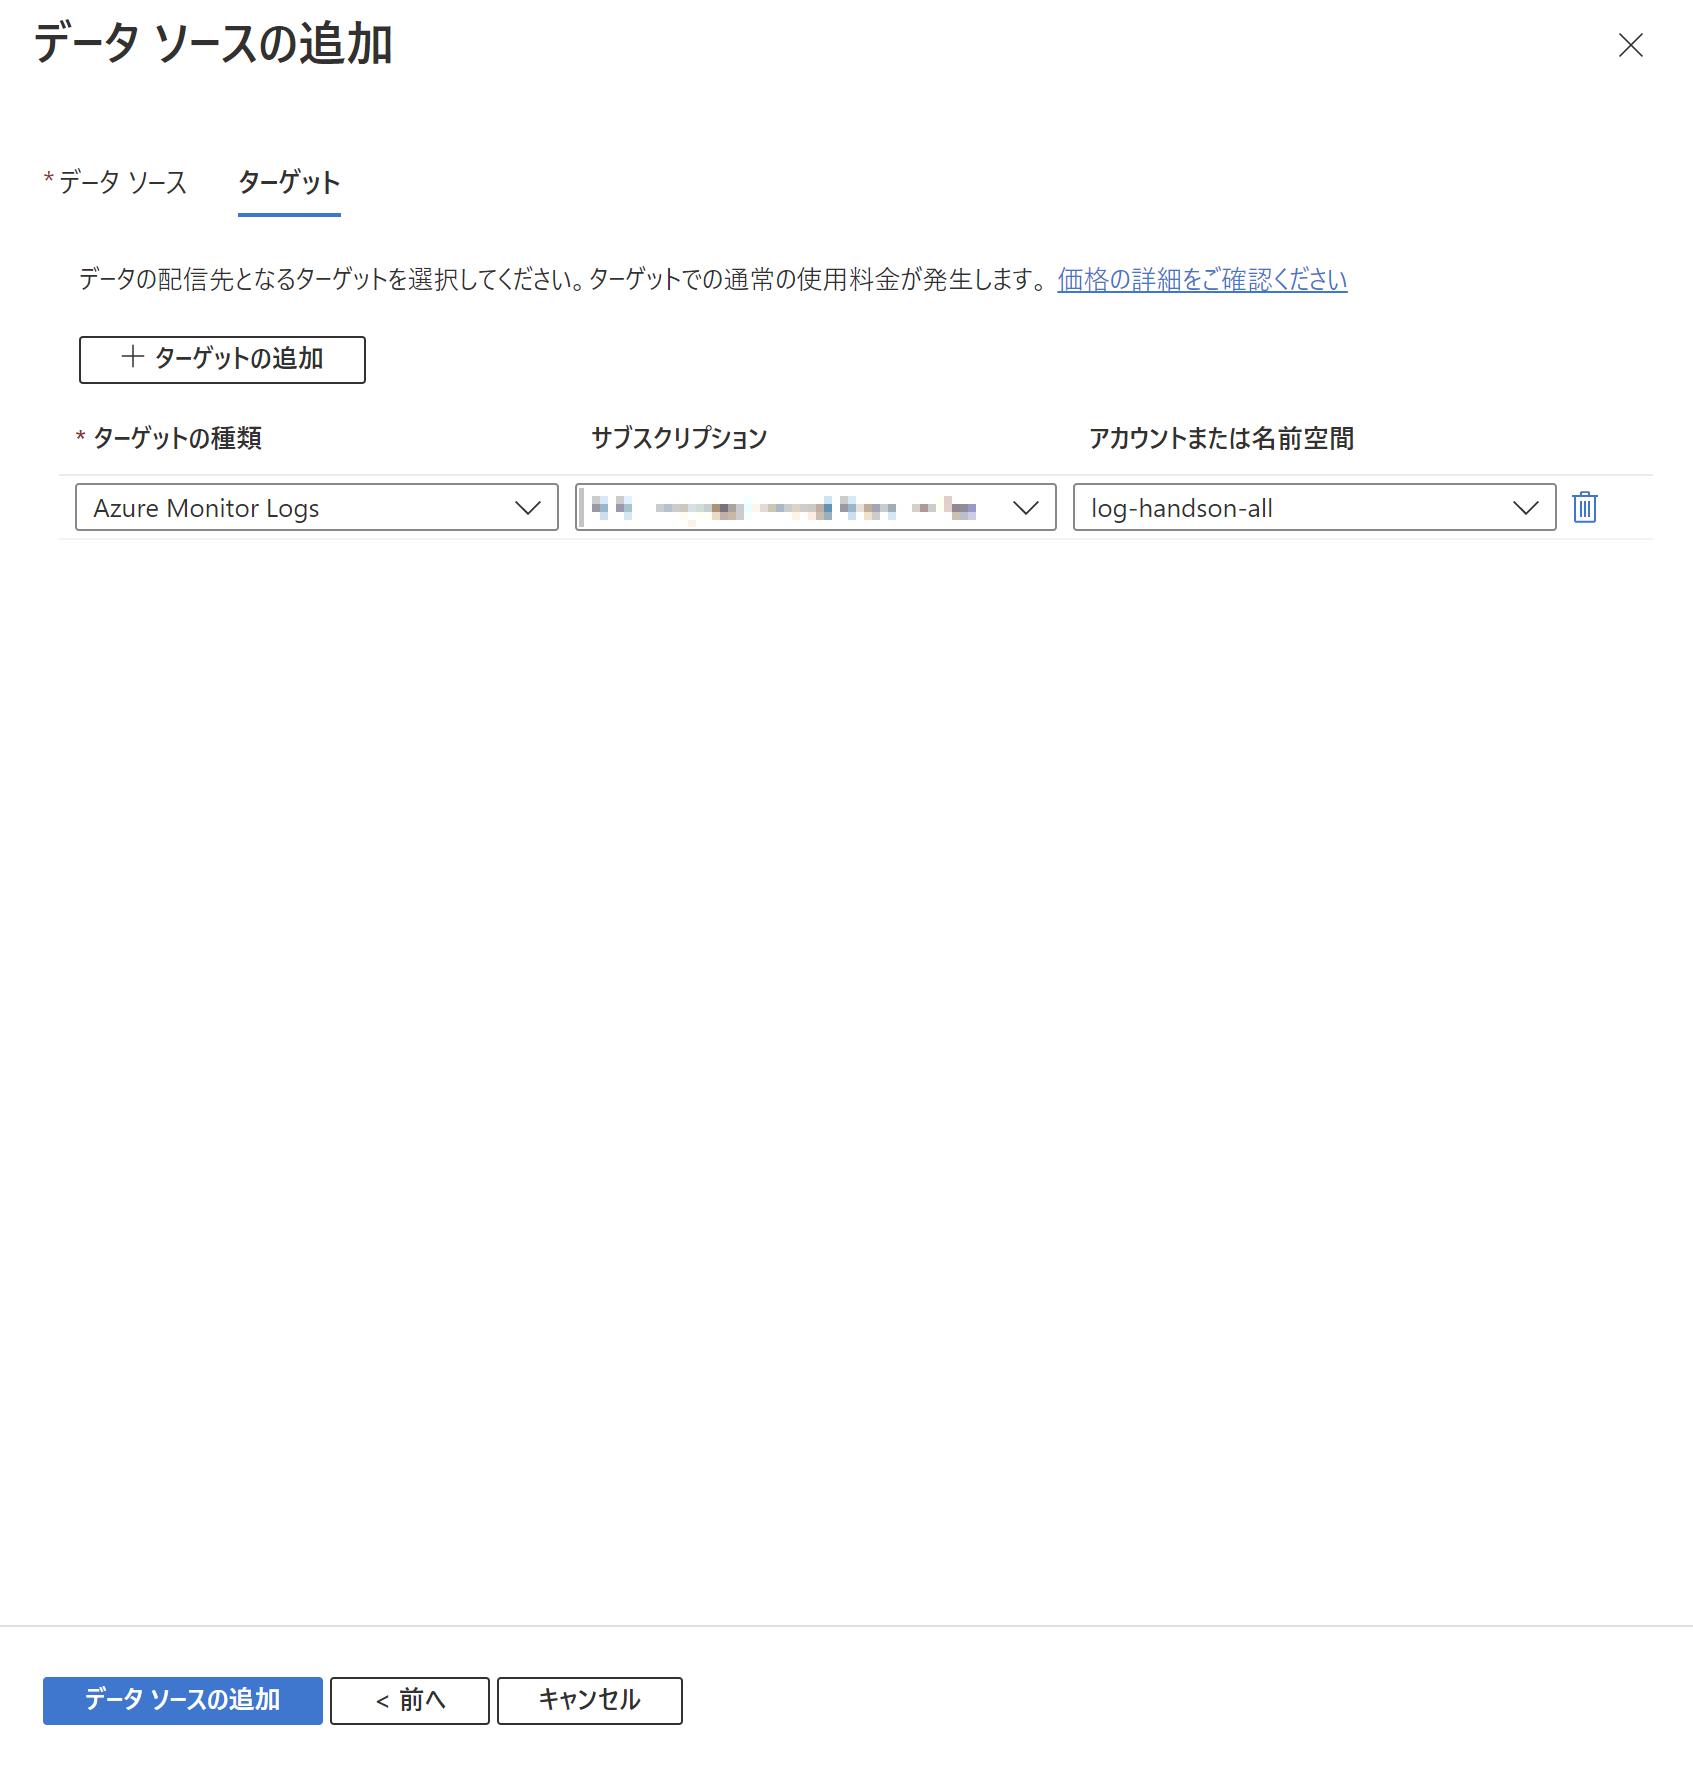 データ ソースの追加
* データ ソース
ターゲット
データの配信先となるターゲットを選択してください。ターゲットでの通常の使用料金が発生します。 価格の詳細をご確認ください
ターゲットの追加
* ターゲットの種類
サブスクリプション
アカウントまたは名前空間
Azure Monitor Logs
log-handson-all
データ ソースの追加
< 前へ
キャンセル